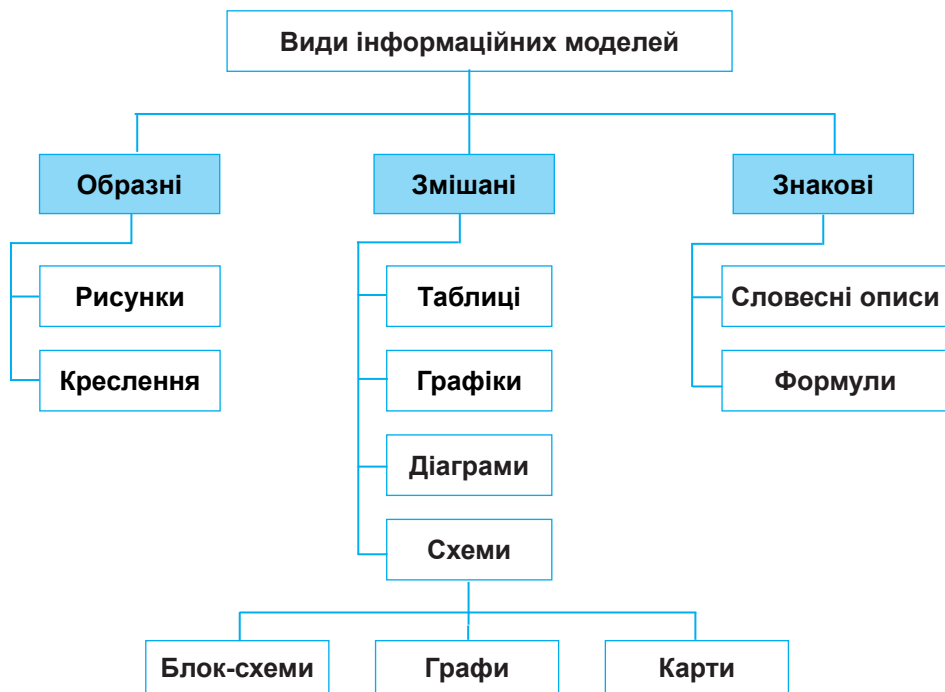 Види інформаційних моделей
Образні
Змішані
Знакові
Рисунки
Таблиці
Словесні описи
Креслення
Графіки
Формули
Діаграми
Схеми
Блок-схеми
Графи
Карти